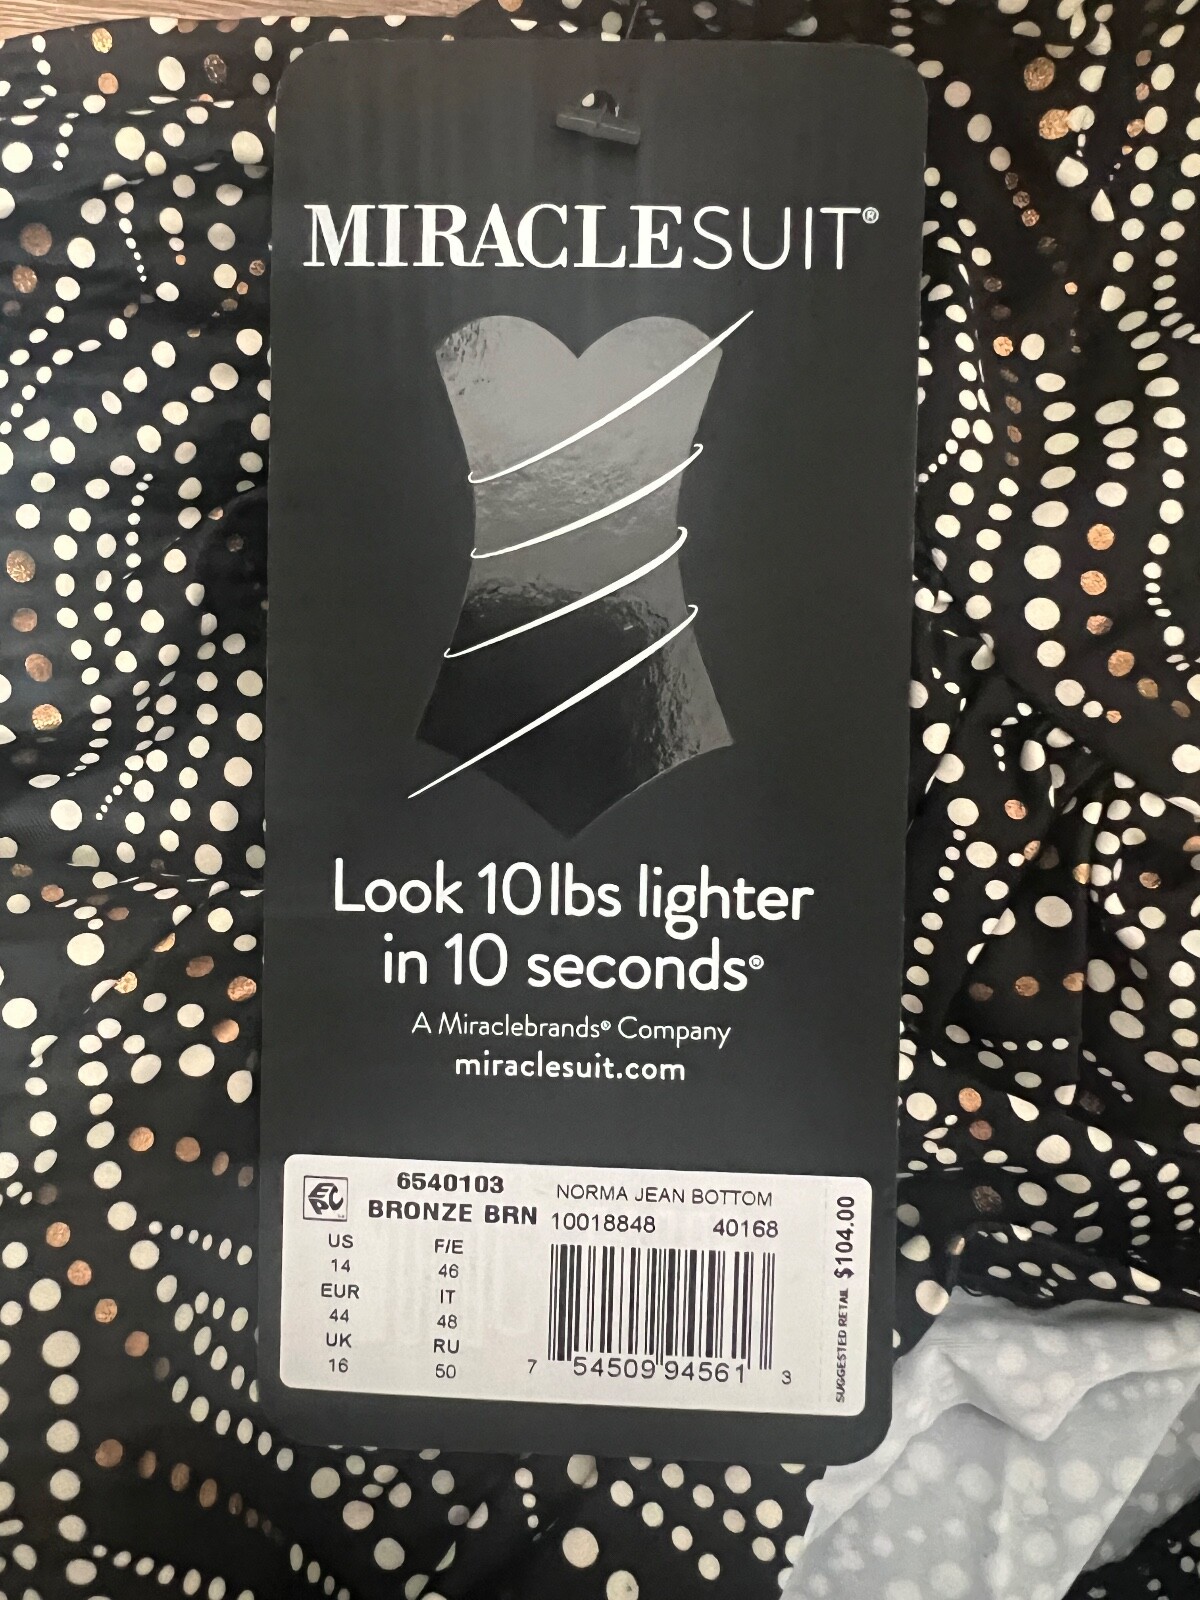 MIRACLESUIT®
Look 10 lbs lighter
in 10 seconds®
A Miraclebrands® Company
miraclesuit.com
EPC
6540103
BRONZE BRN
NORMA JEAN BOTTOM
10018848 40168
US
14
EUR
44
UK
16
F/E
46
IT
48
RU
50
7 54509 94561 3
SUGGESTED RETAIL $104.00